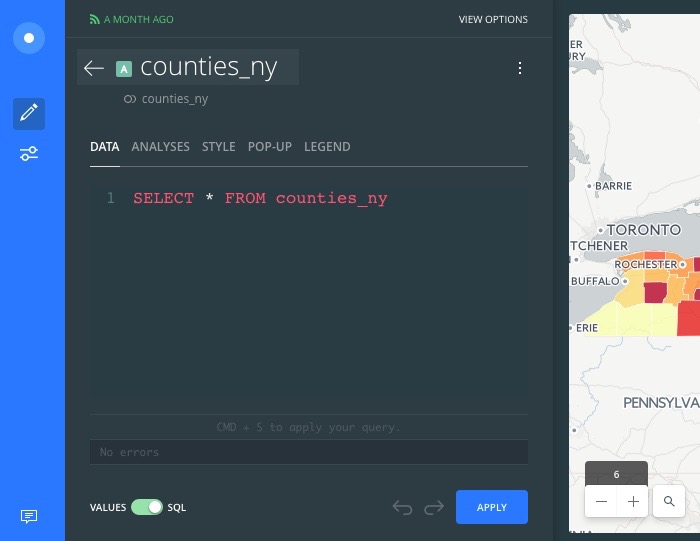 A MONTH AGO
VIEW OPTIONS
A counties_ny
counties_ny
DATA ANALYSES STYLE POP-UP LEGEND
1 SELECT * FROM counties_ny
CMD + S to apply your query.
No errors
VALUES SQL
APPLY
ER
URY
BARRIE
TORONTO
TCHENER
ROCHESTER
BUFFALO
ERIE
PENNSYLVA
6